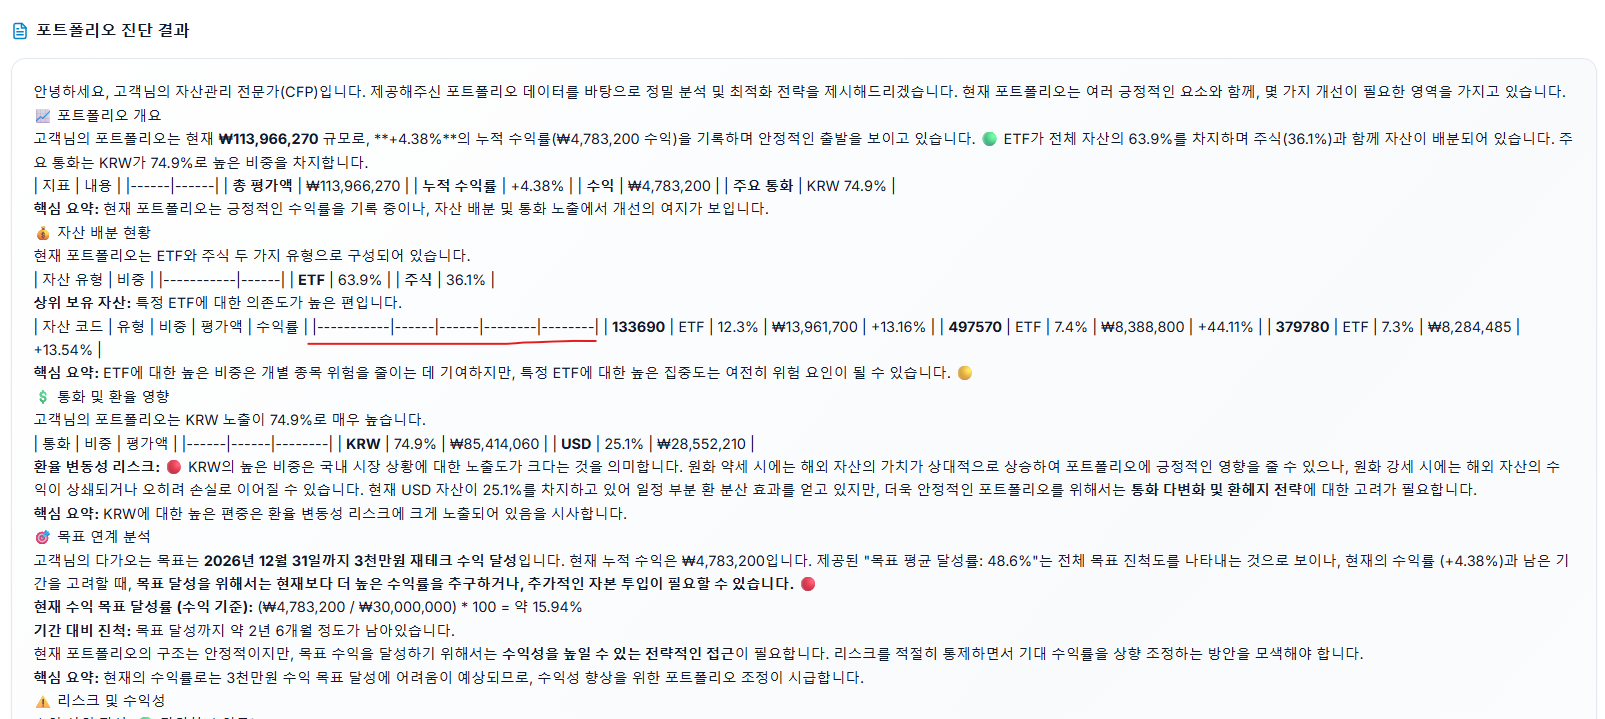 포트폴리오 진단 결과
안녕하세요, 고객님의 자산관리 전문가(CFP)입니다. 제공해주신 포트폴리오 데이터를 바탕으로 정밀 분석 및 최적화 전략을 제시해드리겠습니다. 현재 포트폴리오는 여러 긍정적인 요소와 함께, 몇 가지 개선이 필요한 영역을 가지고 있습니다.
📈 포트폴리오 개요
고객님의 포트폴리오는 현재 ₩113,966,270 규모로, **+4.38%**의 누적 수익률(₩4,783,200 수익)을 기록하며 안정적인 출발을 보이고 있습니다. 🟢 ETF가 전체 자산의 63.9%를 차지하며 주식(36.1%)과 함께 자산이 배분되어 있습니다. 주
요 통화는 KRW가 74.9%로 높은 비중을 차지합니다.
| 지표 | 내용 | |------|------| | 총 평가액 | ₩113,966,270 | | 누적 수익률 | +4.38% | | 수익 | ₩4,783,200 | | 주요 통화 | KRW 74.9% |
핵심 요약: 현재 포트폴리오는 긍정적인 수익률을 기록 중이나, 자산 배분 및 통화 노출에서 개선의 여지가 보입니다.
💰 자산 배분 현황
현재 포트폴리오는 ETF와 주식 두 가지 유형으로 구성되어 있습니다.
| 자산 유형 | 비중 | |-----------|------| | ETF | 63.9% | | 주식 | 36.1% |
상위 보유 자산: 특정 ETF에 대한 의존도가 높은 편입니다.
| 자산 코드 | 유형 | 비중 | 평가액 | 수익률 | |-----------|------|------|--------|--------| | 133690 | ETF | 12.3% | ₩13,961,700 | +13.16% | | 497570 | ETF | 7.4% | ₩8,388,800 | +44.11% | | 379780 | ETF | 7.3% | ₩8,284,485 |
+13.54% |
핵심 요약: ETF에 대한 높은 비중은 개별 종목 위험을 줄이는 데 기여하지만, 특정 ETF에 대한 높은 집중도는 여전히 위험 요인이 될 수 있습니다. 🟡
💲 통화 및 환율 영향
고객님의 포트폴리오는 KRW 노출이 74.9%로 매우 높습니다.
| 통화 | 비중 | 평가액 | |------|------|--------| | KRW | 74.9% | ₩85,414,060 | | USD | 25.1% | ₩28,552,210 |
환율 변동성 리스크: 🔴 KRW의 높은 비중은 국내 시장 상황에 대한 노출도가 크다는 것을 의미합니다. 원화 약세 시에는 해외 자산의 가치가 상대적으로 상승하여 포트폴리오에 긍정적인 영향을 줄 수 있으나, 원화 강세 시에는 해외 자산의 수
익이 상쇄되거나 오히려 손실로 이어질 수 있습니다. 현재 USD 자산이 25.1%를 차지하고 있어 일정 부분 환 분산 효과를 얻고 있지만, 더욱 안정적인 포트폴리오를 위해서는 통화 다변화 및 환헤지 전략에 대한 고려가 필요합니다.
핵심 요약: KRW에 대한 높은 편중은 환율 변동성 리스크에 크게 노출되어 있음을 시사합니다.
🎯 목표 연계 분석
고객님의 다가오는 목표는 2026년 12월 31일까지 3천만원 재테크 수익 달성입니다. 현재 누적 수익은 ₩4,783,200입니다. 제공된 "목표 평균 달성률: 48.6%"는 전체 목표 진척도를 나타내는 것으로 보이나, 현재의 수익률 (+4.38%)과 남은 기
간을 고려할 때, 목표 달성을 위해서는 현재보다 더 높은 수익률을 추구하거나, 추가적인 자본 투입이 필요할 수 있습니다. 🔴
현재 수익 목표 달성률 (수익 기준): (₩4,783,200 / ₩30,000,000) * 100 = 약 15.94%
기간 대비 진척: 목표 달성까지 약 2년 6개월 정도가 남아있습니다.
현재 포트폴리오의 구조는 안정적이지만, 목표 수익을 달성하기 위해서는 수익성을 높일 수 있는 전략적인 접근이 필요합니다. 리스크를 적절히 통제하면서 기대 수익률을 상향 조정하는 방안을 모색해야 합니다.
핵심 요약: 현재의 수익률로는 3천만원 수익 목표 달성에 어려움이 예상되므로, 수익성 향상을 위한 포트폴리오 조정이 시급합니다.
⚠️ 리스크 및 수익성